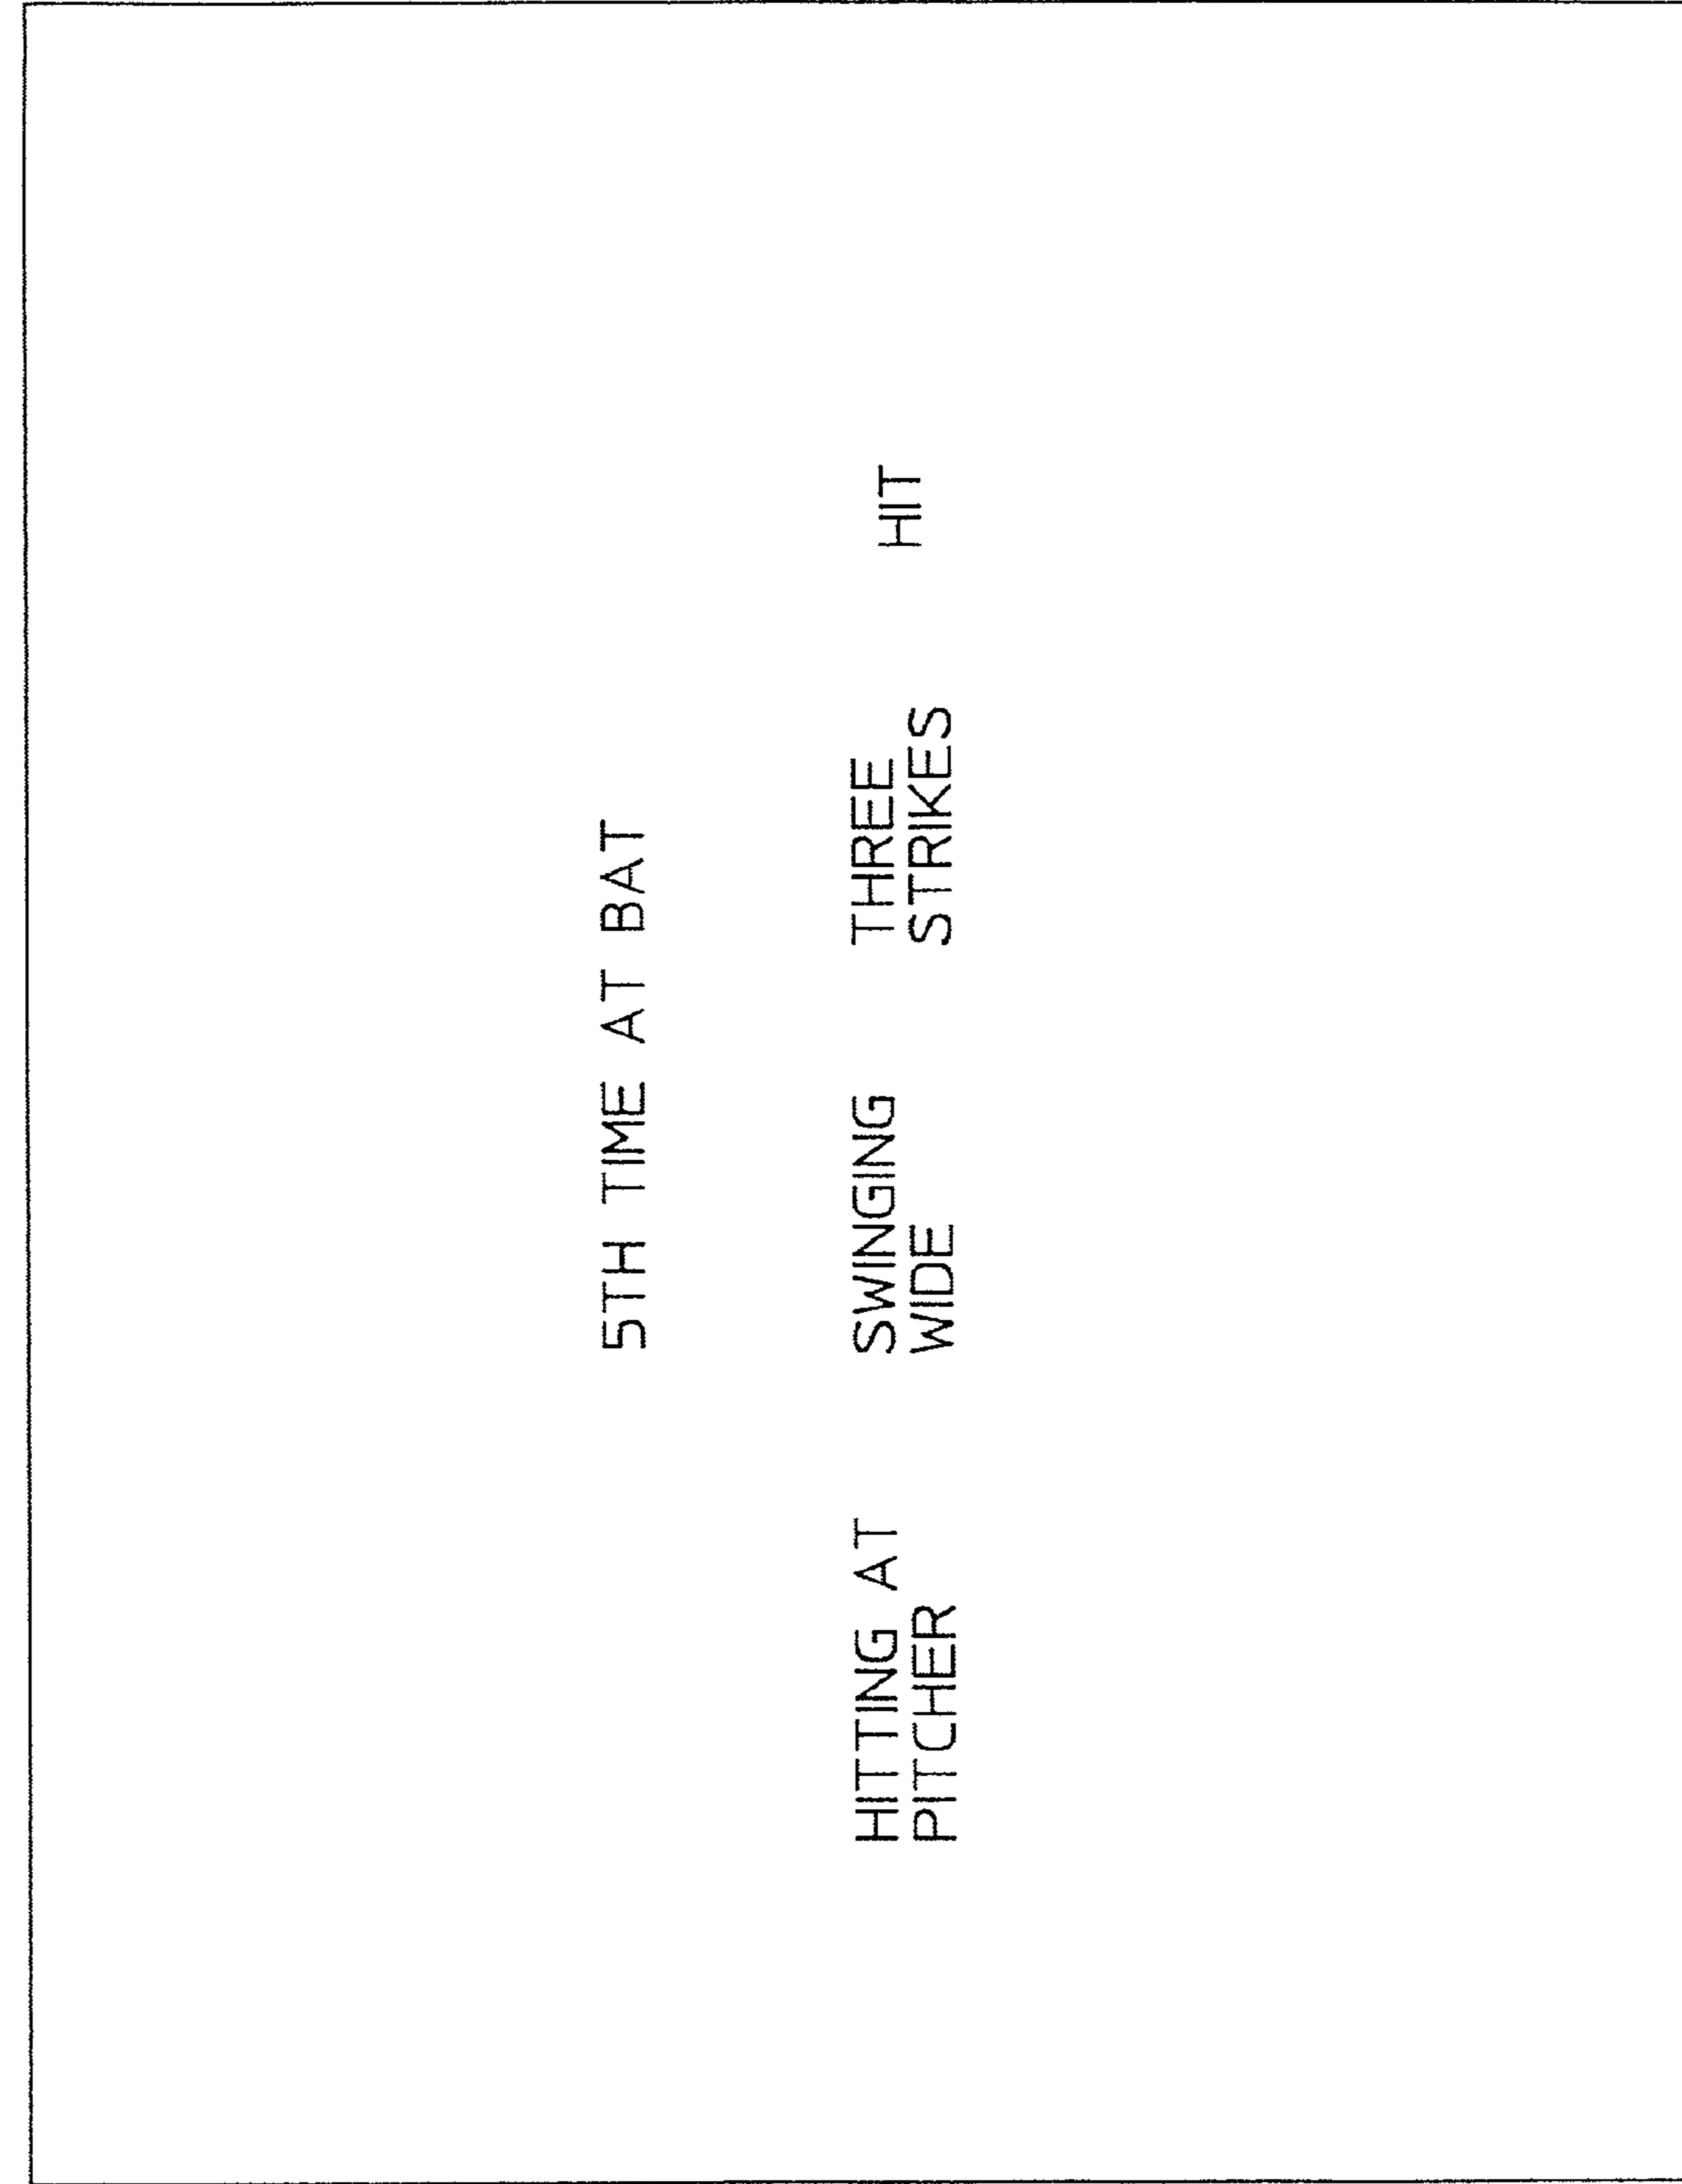 5TH TIME AT BAT
HITTING AT
PITCHER
SWINGING
WIDE
THREE
STRIKES
HIT